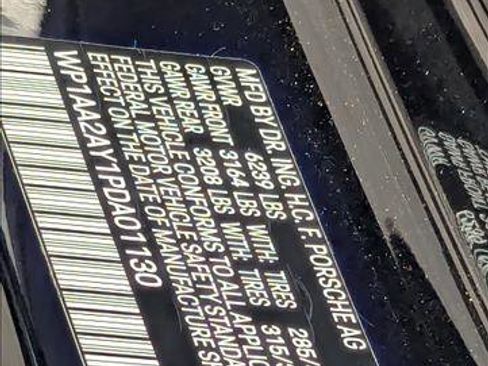 MFD BY DR. ING. H.C. F. PORSCHE AG
GVWR 6239 LBS
GAWR FRONT 3164 LBS WITH TIRES 285/
GAWR REAR 3208 LBS WITH TIRES 315/
THIS VEHICLE CONFORMS TO ALL APPLIC
FEDERAL MOTOR VEHICLE SAFETY STANDA
EFFECT ON THE DATE OF MANUFACTURE SH
WP1AA2AY1PDA01130